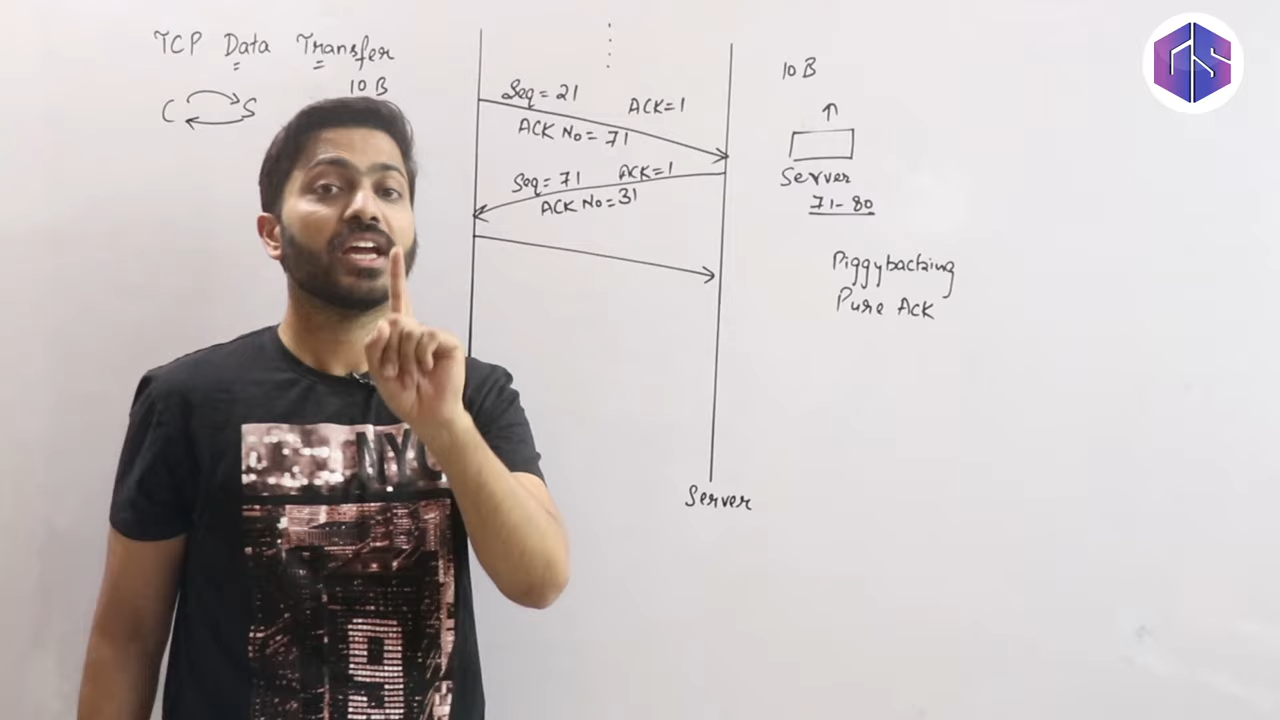 TCP Data Transfer
10 B
C S
Seq = 21 ACK=1
ACK No = 71
Seq = 71 ACK=1
ACK No=31
10 B
Server
71-80
Piggybacking
Pure ACK
Server
NYC
GS